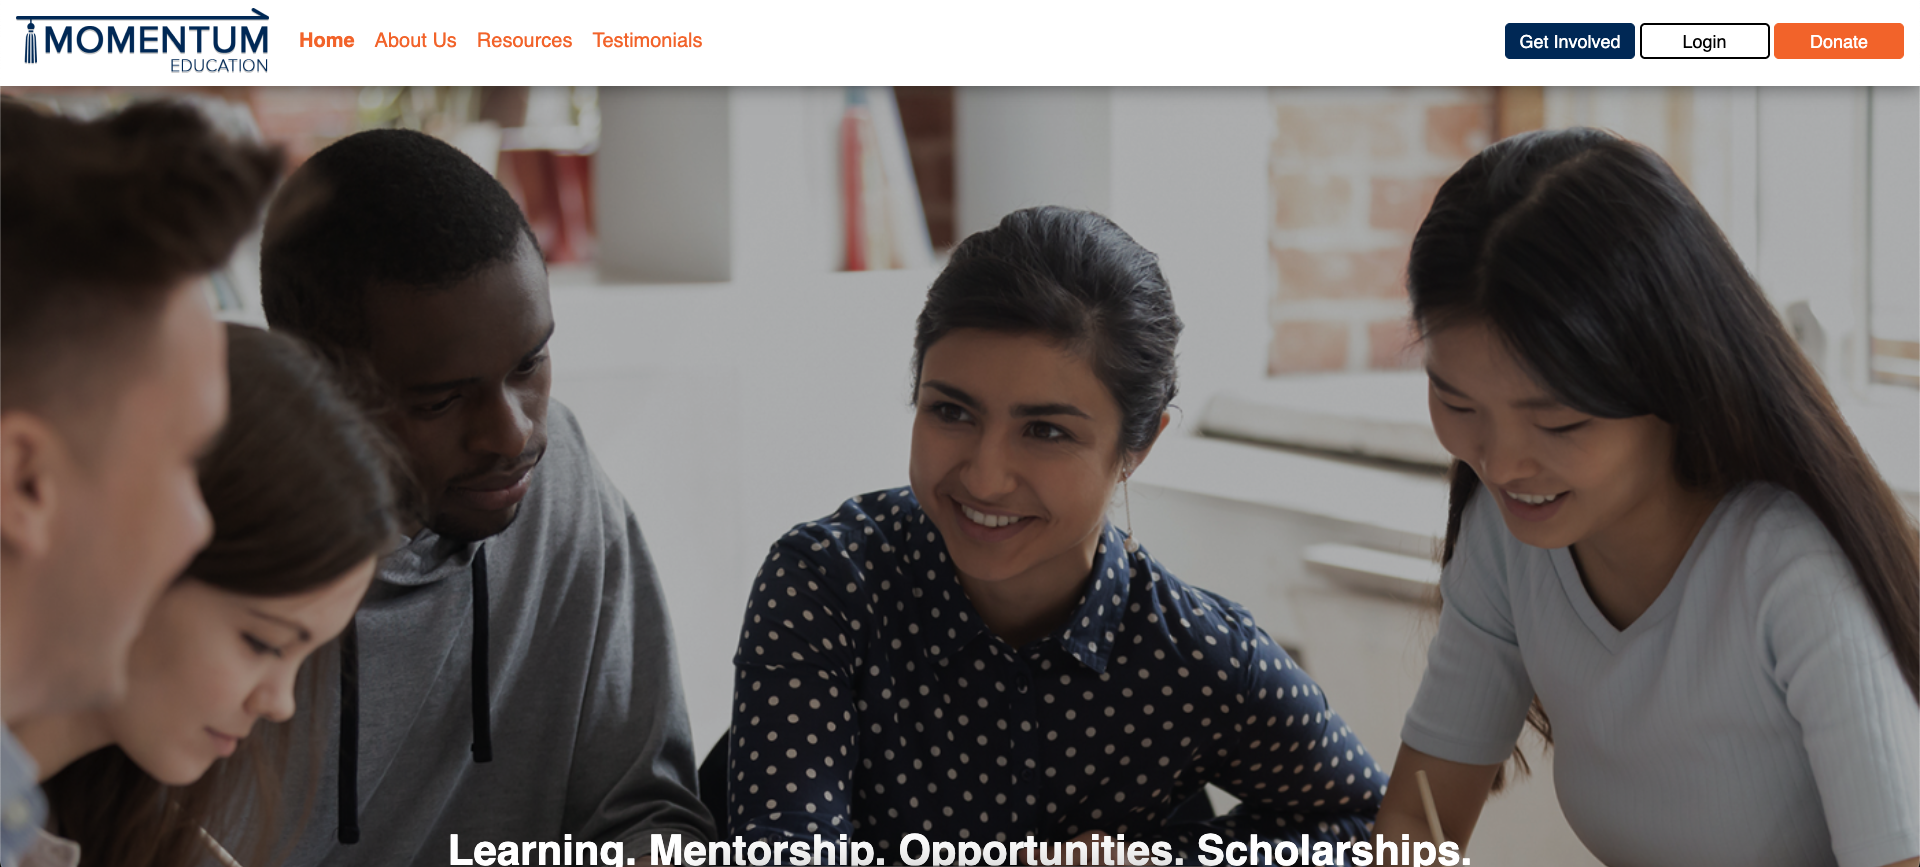 MOMENTUM
EDUCATION
Home About Us Resources Testimonials
Get Involved Login Donate
Learning. Mentorship. Opportunities. Scholarships.